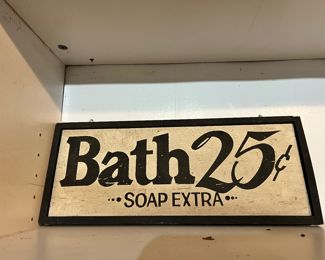 Bath 25¢
•• SOAP EXTRA ••